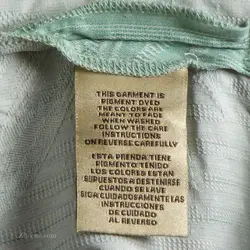 THIS GARMENT IS
PIGMENT DYED
THE COLORS ARE
MEANT TO FADE
WHEN WASHED
FOLLOW THE CARE
INSTRUCTIONS
ON REVERSE CAREFULLY
ESTA PRENDA TIENE
PIGMENTO TENIDO
LOS COLORES ESTAN
SUPUESTOS A DESTENIRSE
CUANDO SE LAVE
SIGA CUIDADOSAMENTE LAS
INSTRUCCIONES
DE CUIDADO
AL REVERSO